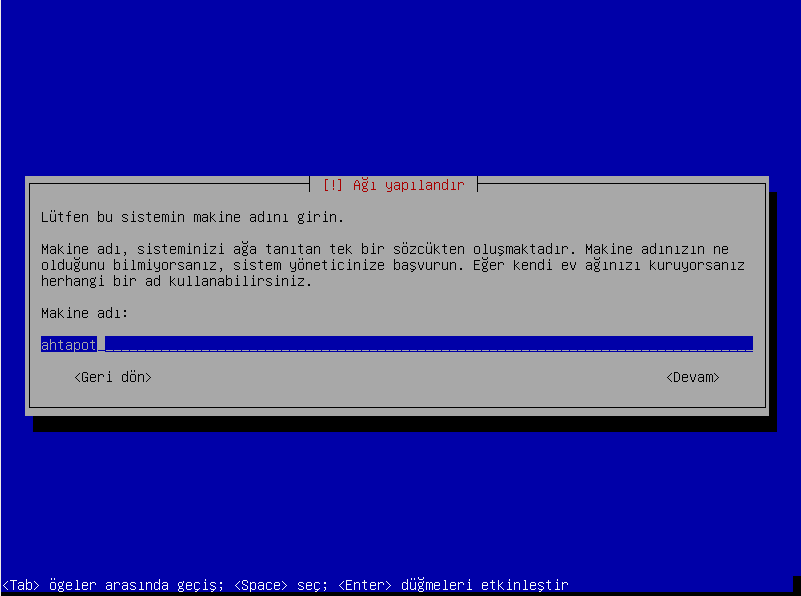 [!] Ağı yapılandır
Lütfen bu sistemin makine adını girin.
Makine adı, sisteminizi ağa tanıtan tek bir sözcükten oluşmaktadır. Makine adınızın ne
olduğunu bilmiyorsanız, sistem yöneticinize başvurun. Eğer kendi ev ağınızı kuruyorsanız
herhangi bir ad kullanabilirsiniz.
Makine adı:
ahtapot
<Geri dön> <Devam>
<Tab> ögeler arasında geçiş; <Space> seç; <Enter> düğmeleri etkinleştir